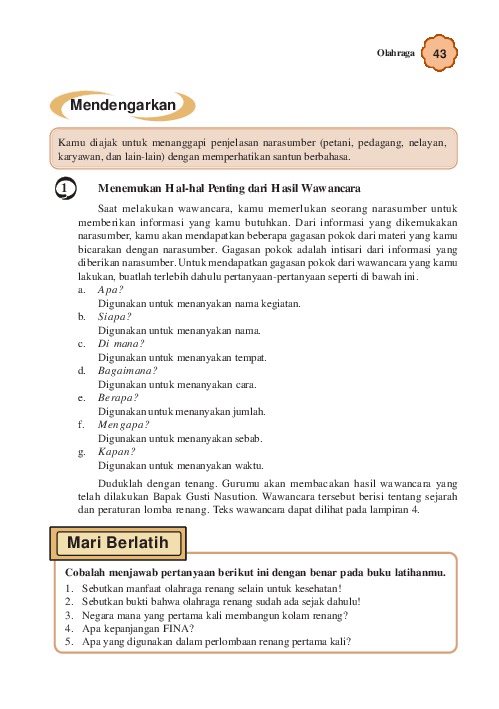 Olahraga 43
Mendengarkan
Kamu diajak untuk menanggapi penjelasan narasumber (petani, pedagang, nelayan,
karyawan, dan lain-lain) dengan memperhatikan santun berbahasa.
1 Menemukan Hal-hal Penting dari Hasil Wawancara
Saat melakukan wawancara, kamu memerlukan seorang narasumber untuk
memberikan informasi yang kamu butuhkan. Dari informasi yang dikemukakan
narasumber, kamu akan mendapatkan beberapa gagasan pokok dari materi yang kamu
bicarakan dengan narasumber. Gagasan pokok adalah intisari dari informasi yang
diberikan narasumber. Untuk mendapatkan gagasan pokok dari wawancara yang kamu
lakukan, buatlah terlebih dahulu pertanyaan-pertanyaan seperti di bawah ini.
a. Apa?
Digunakan untuk menanyakan nama kegiatan.
b. Siapa?
Digunakan untuk menanyakan nama.
c. Di mana?
Digunakan untuk menanyakan tempat.
d. Bagaimana?
Digunakan untuk menanyakan cara.
e. Berapa?
Digunakan untuk menanyakan jumlah.
f. Mengapa?
Digunakan untuk menanyakan sebab.
g. Kapan?
Digunakan untuk menanyakan waktu.
Duduklah dengan tenang. Gurumu akan membacakan hasil wawancara yang
telah dilakukan Bapak Gusti Nasution. Wawancara tersebut berisi tentang sejarah
dan peraturan lomba renang. Teks wawancara dapat dilihat pada lampiran 4.
Mari Berlatih
Cobalah menjawab pertanyaan berikut ini dengan benar pada buku latihanmu.
1. Sebutkan manfaat olahraga renang selain untuk kesehatan!
2. Sebutkan bukti bahwa olahraga renang sudah ada sejak dahulu!
3. Negara mana yang pertama kali membangun kolam renang?
4. Apa kepanjangan FINA?
5. Apa yang digunakan dalam perlombaan renang pertama kali?